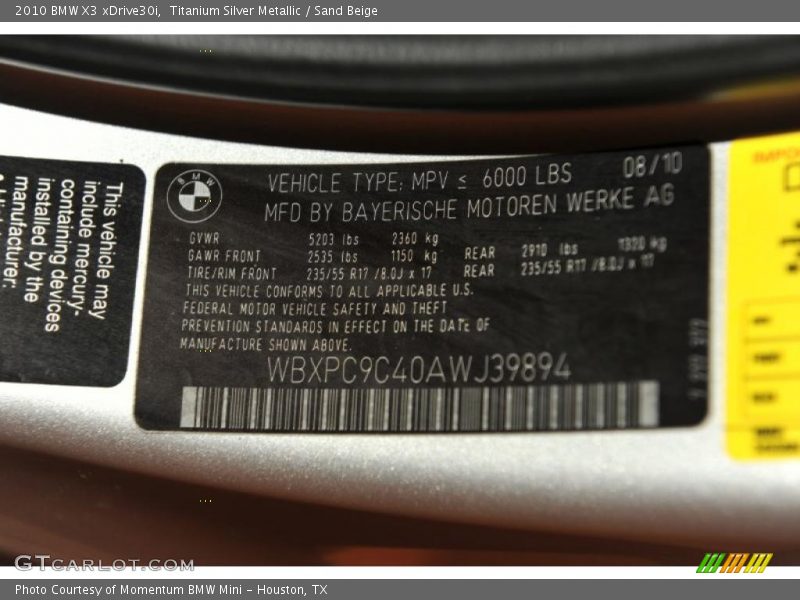 2010 BMW X3 xDrive30i,  Titanium Silver Metallic / Sand Beige
This vehicle may
include mercury-
containing devices
installed by the
manufacturer:
BMW
VEHICLE TYPE: MPV ≤ 6000 LBS 08/10
MFD BY BAYERISCHE MOTOREN WERKE AG
GVWR 5203 lbs 2360 kg
GAWR FRONT 2535 lbs 1150 kg REAR 2910 lbs 1320 kg
TIRE/RIM FRONT 235/55 R17 /8.0J x 17 REAR 235/55 R17 /8.0J x 17
THIS VEHICLE CONFORMS TO ALL APPLICABLE U.S.
FEDERAL MOTOR VEHICLE SAFETY AND THEFT
PREVENTION STANDARDS IN EFFECT ON THE DATE OF
MANUFACTURE SHOWN ABOVE.
WBXPC9C40AWJ39894
GTCarLot.com
Photo Courtesy of Momentum BMW Mini - Houston, TX